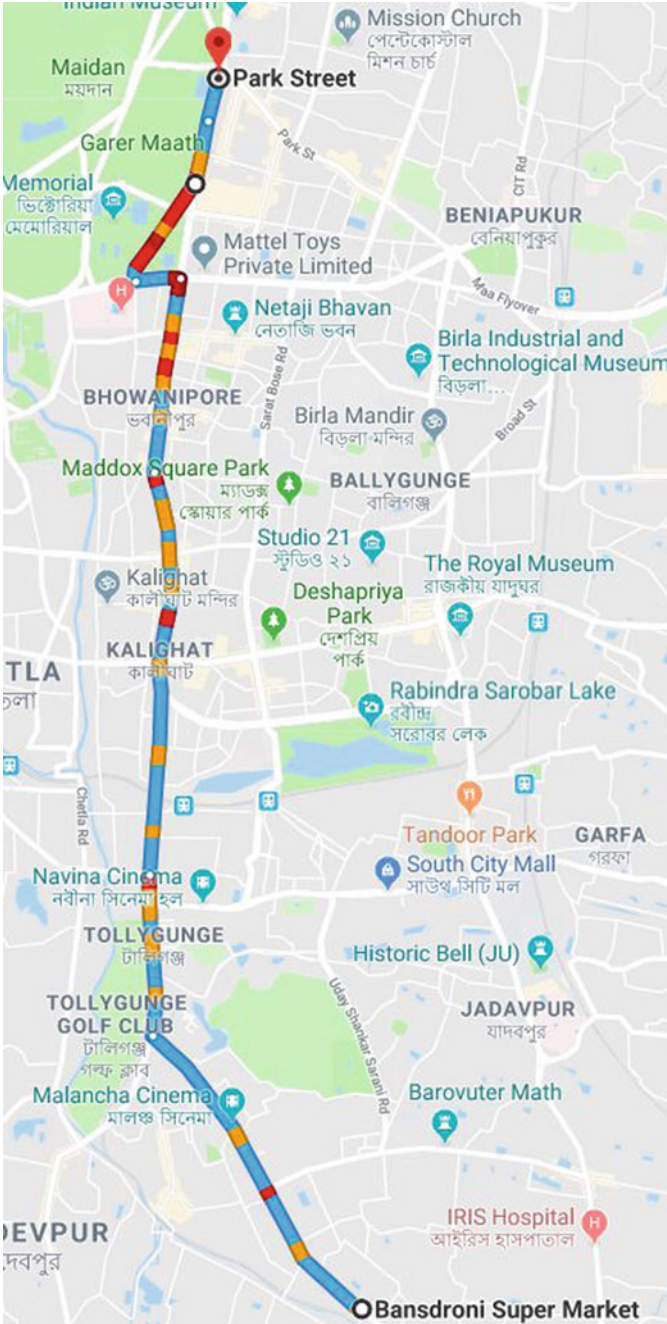 Indian Museum
Mission Church
পেন্টেকোস্টাল
মিশন চার্চ
Maidan
ময়দান
Park Street
Garer Maath
Park St
CIT Rd
Memorial
ভিক্টোরিয়া
মেমোরিয়াল
BENIAPUKUR
বেনিয়াপুকুর
Mattel Toys
Private Limited
Maa Flyover
H
Netaji Bhavan
নেতাজি ভবন
Birla Industrial and
Technological Museum
বিড়লা...
Sarat Bose Rd
BHOWANIPORE
ভবানীপুর
Birla Mandir
বিড়লা মন্দির
Broad St
Maddox Square Park
ম্যাডক্স
স্কোয়ার পার্ক
BALLYGUNGE
বালিগঞ্জ
Studio 21
স্টুডিও ২১
The Royal Museum
রাজকীয় যাদুঘর
Kalighat
কালীঘাট মন্দির
Deshapriya
Park
দেশপ্রিয়
পার্ক
KALIGHAT
কালীঘাট
TLA
তলা
Rabindra Sarobar Lake
রবীন্দ্র
সরোবর লেক
Chetla Rd
Tandoor Park
GARFA
গরফা
Navina Cinema
নবীনা সিনেমা হল
South City Mall
সাউথ সিটি মল
TOLLYGUNGE
টালিগঞ্জ
Historic Bell (JU)
TOLLYGUNGE
GOLF CLUB
টালিগঞ্জ
গল্ফ ক্লাব
Uday Shankar Sarani Rd
JADAVPUR
যাদবপুর
Malancha Cinema
মালঞ্চ সিনেমা
Barovuter Math
IRIS Hospital
আইরিস হাসপাতাল
H
DEVPUR
দেবপুর
Bansdroni Super Market